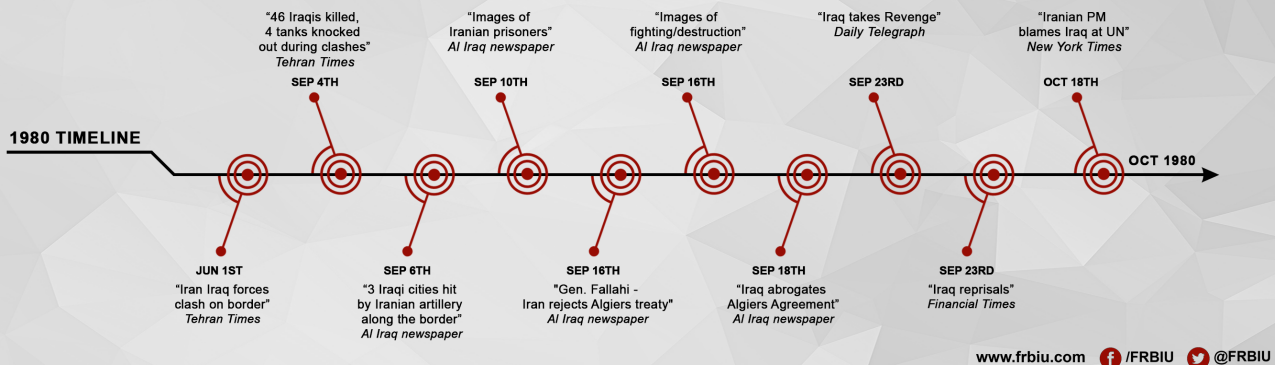 1980 TIMELINE
JUN 1ST
“Iran Iraq forces
clash on border”
Tehran Times
“46 Iraqis killed,
4 tanks knocked
out during clashes”
Tehran Times
SEP 4TH
SEP 6TH
“3 Iraqi cities hit
by Iranian artillery
along the border”
Al Iraq newspaper
“Images of
Iranian prisoners”
Al Iraq newspaper
SEP 10TH
SEP 16TH
"Gen. Fallahi -
Iran rejects Algiers treaty"
Al Iraq newspaper
“Images of
fighting/destruction”
Al Iraq newspaper
SEP 16TH
SEP 18TH
“Iraq abrogates
Algiers Agreement”
Al Iraq newspaper
“Iraq takes Revenge”
Daily Telegraph
SEP 23RD
SEP 23RD
“Iraq reprisals”
Financial Times
“Iranian PM
blames Iraq at UN”
New York Times
OCT 18TH
OCT 1980
www.frbiu.com f /FRBIU @FRBIU